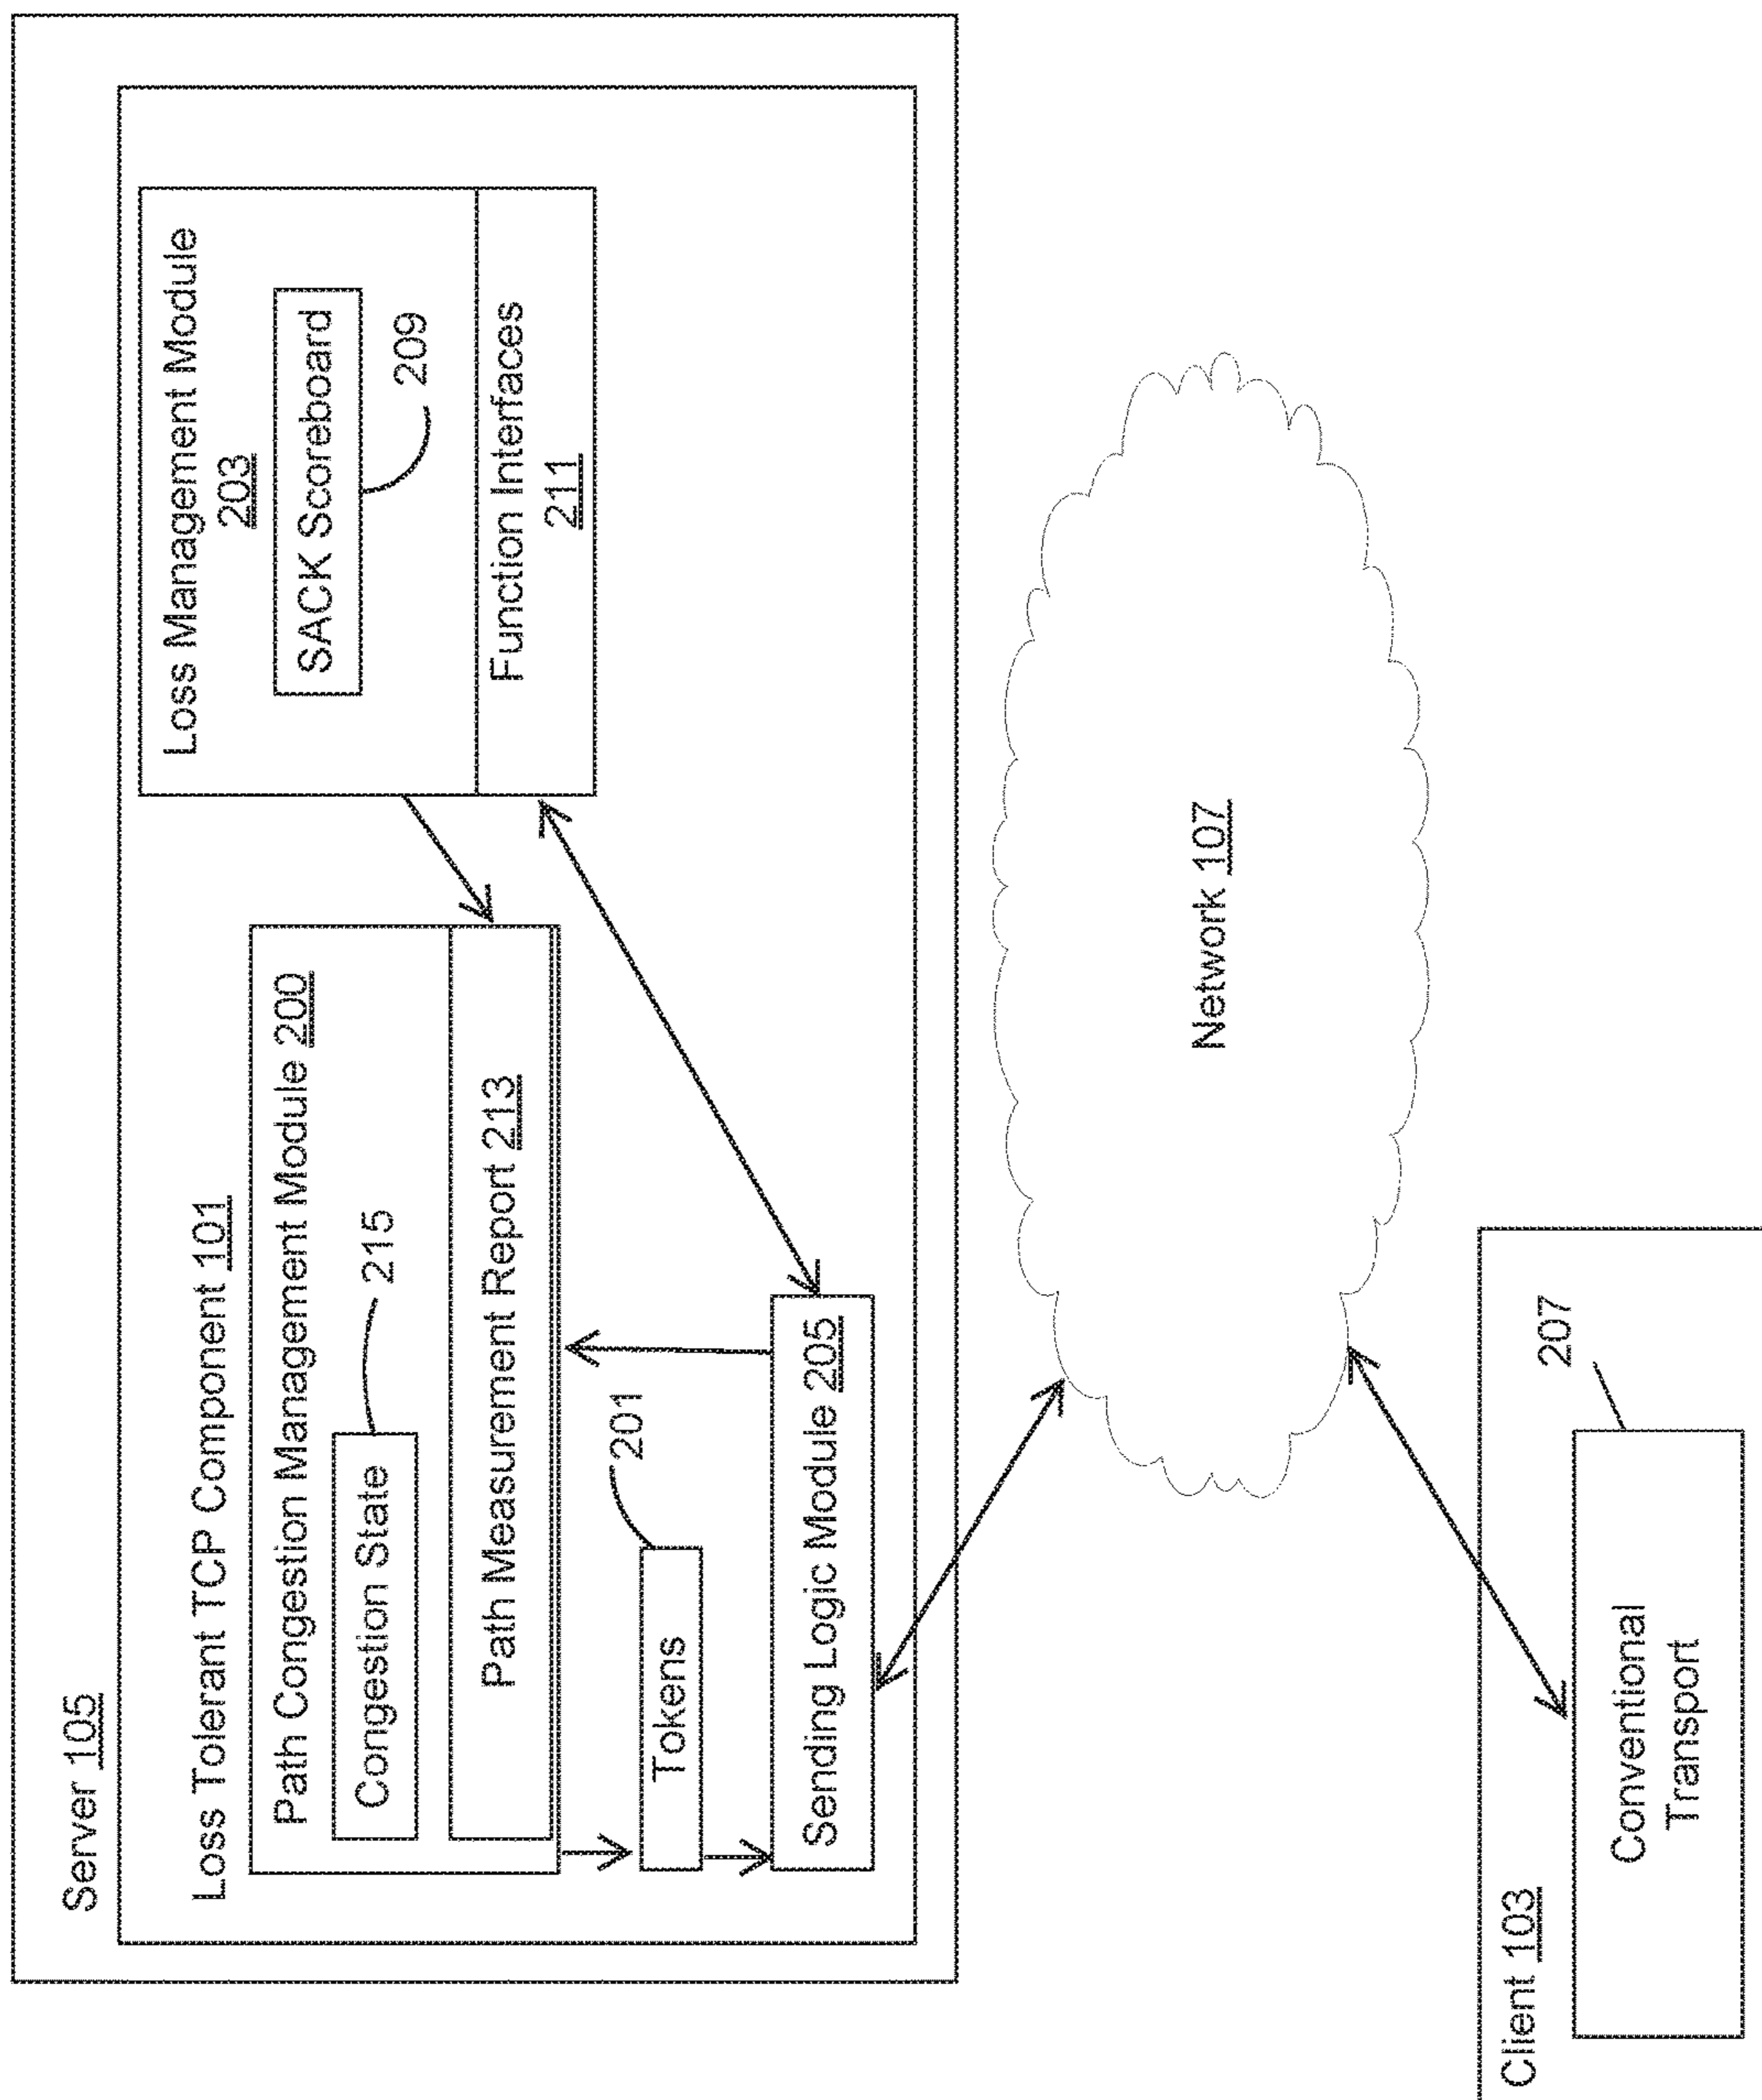 Server 105
Loss Tolerant TCP Component 101
Path Congestion Management Module 200
Congestion State
215
Path Measurement Report 213
Tokens
201
Sending Logic Module 205
Loss Management Module
203
SACK Scoreboard
209
Function Interfaces
211
Network 107
Client 103
207
Conventional
Transport